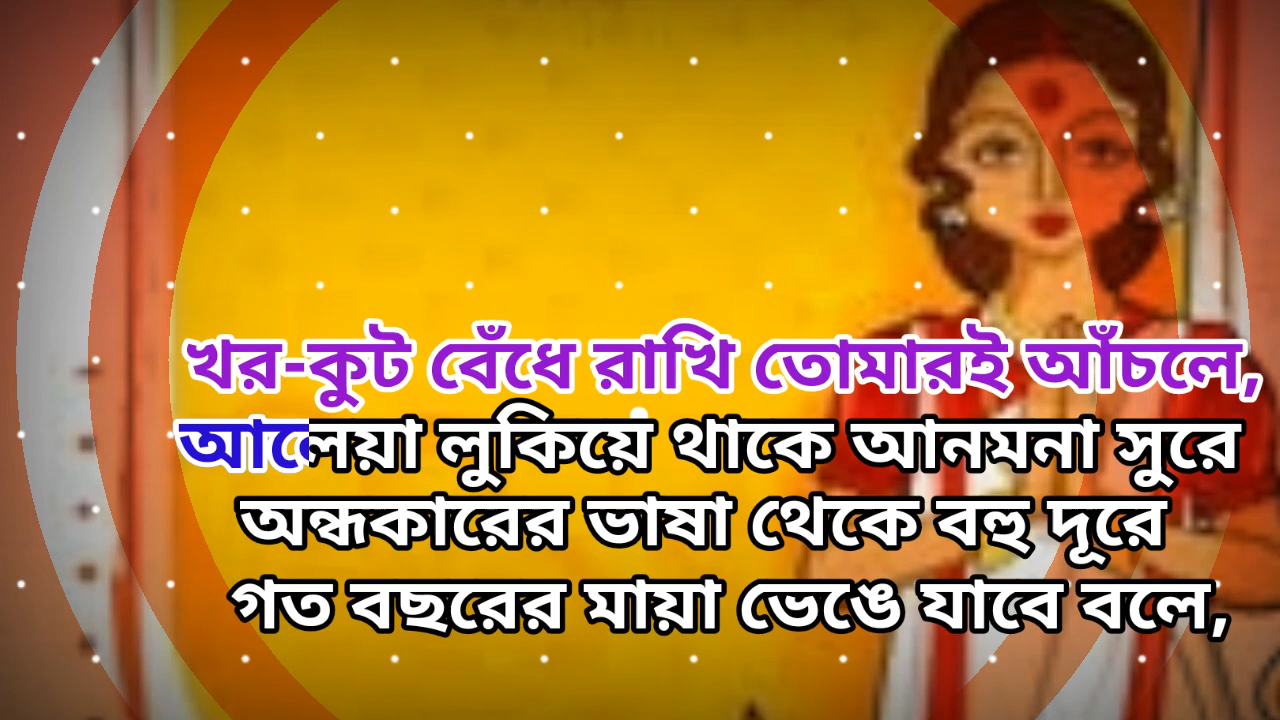 খর-কুট বেঁধে রাখি তোমারই আঁচলে,
আলেয়া লুকিয়ে থাকে আনমনা সুরে
অন্ধকারের ভাষা থেকে বহু দূরে
গত বছরের মায়া ভেঙে যাবে বলে,